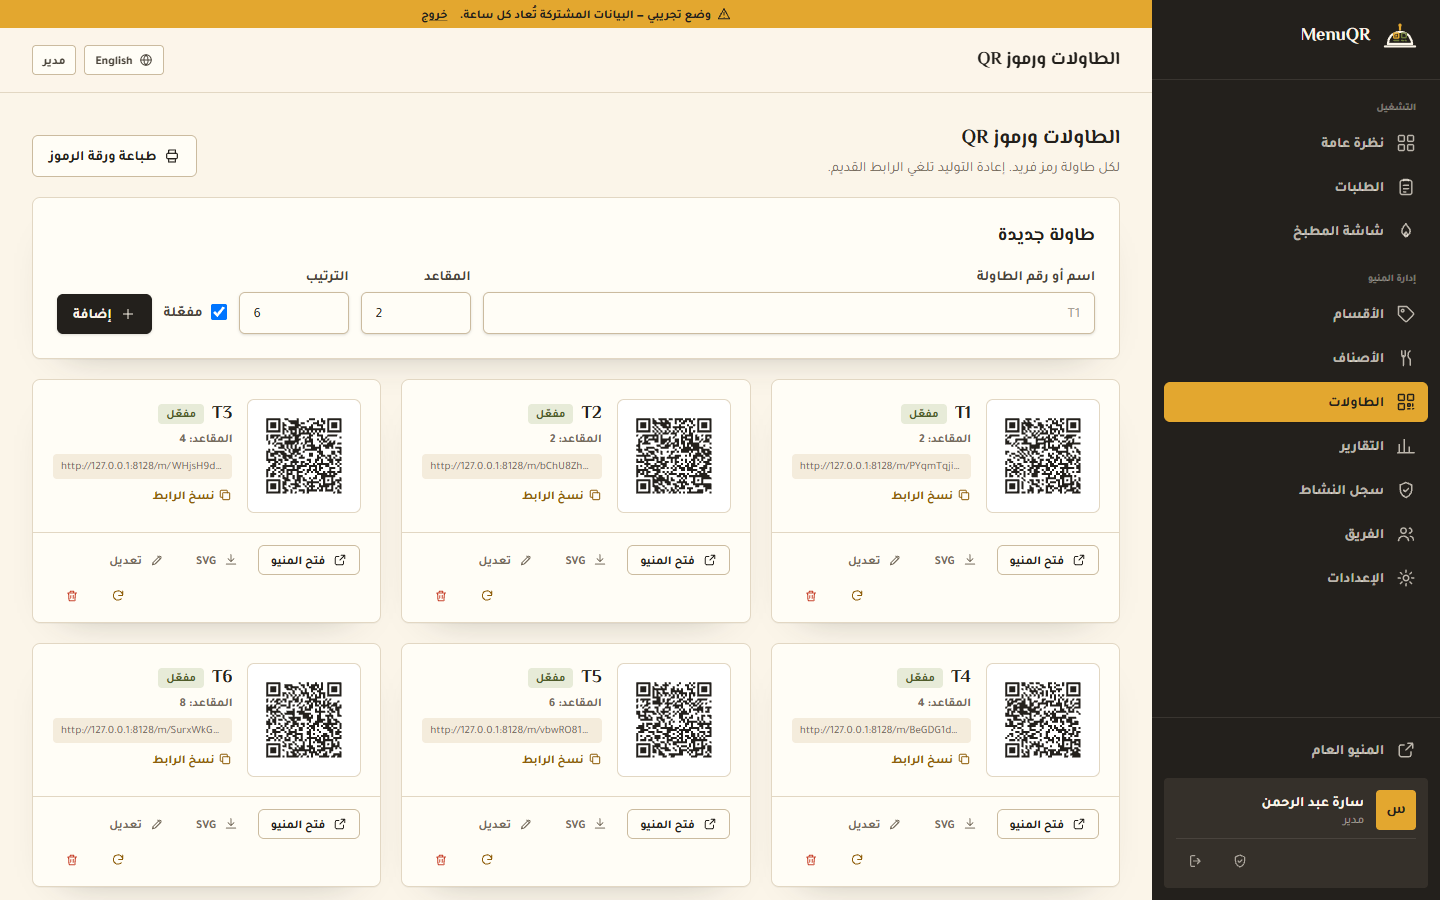 وضع تجريبي – البيانات المشتركة تُعاد كل ساعة. خروج
MenuQR
التشغيل
نظرة عامة
الطلبات
شاشة المطبخ
إدارة المنيو
الأقسام
الأصناف
الطاولات
التقارير
سجل النشاط
الفريق
الإعدادات
المنيو العام
س
سارة عبد الرحمن
مدير
الطاولات ورموز QR
English
مدير
الطاولات ورموز QR
لكل طاولة رمز فريد. إعادة التوليد تلغي الرابط القديم.
طباعة ورقة الرموز
طاولة جديدة
اسم أو رقم الطاولة
المقاعد
الترتيب
T1
2
6
مفعّلة
إضافة
T1 مفعّل
المقاعد: 2
http://127.0.0.1:8128/m/PYqmTqji...
نسخ الرابط
فتح المنيو
SVG
تعديل
T2 مفعّل
المقاعد: 2
http://127.0.0.1:8128/m/bChU8Zh...
نسخ الرابط
فتح المنيو
SVG
تعديل
T3 مفعّل
المقاعد: 4
http://127.0.0.1:8128/m/WHjsH9d...
نسخ الرابط
فتح المنيو
SVG
تعديل
T4 مفعّل
المقاعد: 4
http://127.0.0.1:8128/m/8eGDG1d...
نسخ الرابط
فتح المنيو
SVG
تعديل
T5 مفعّل
المقاعد: 6
http://127.0.0.1:8128/m/vbwRO81...
نسخ الرابط
فتح المنيو
SVG
تعديل
T6 مفعّل
المقاعد: 8
http://127.0.0.1:8128/m/SurxWkG...
نسخ الرابط
فتح المنيو
SVG
تعديل